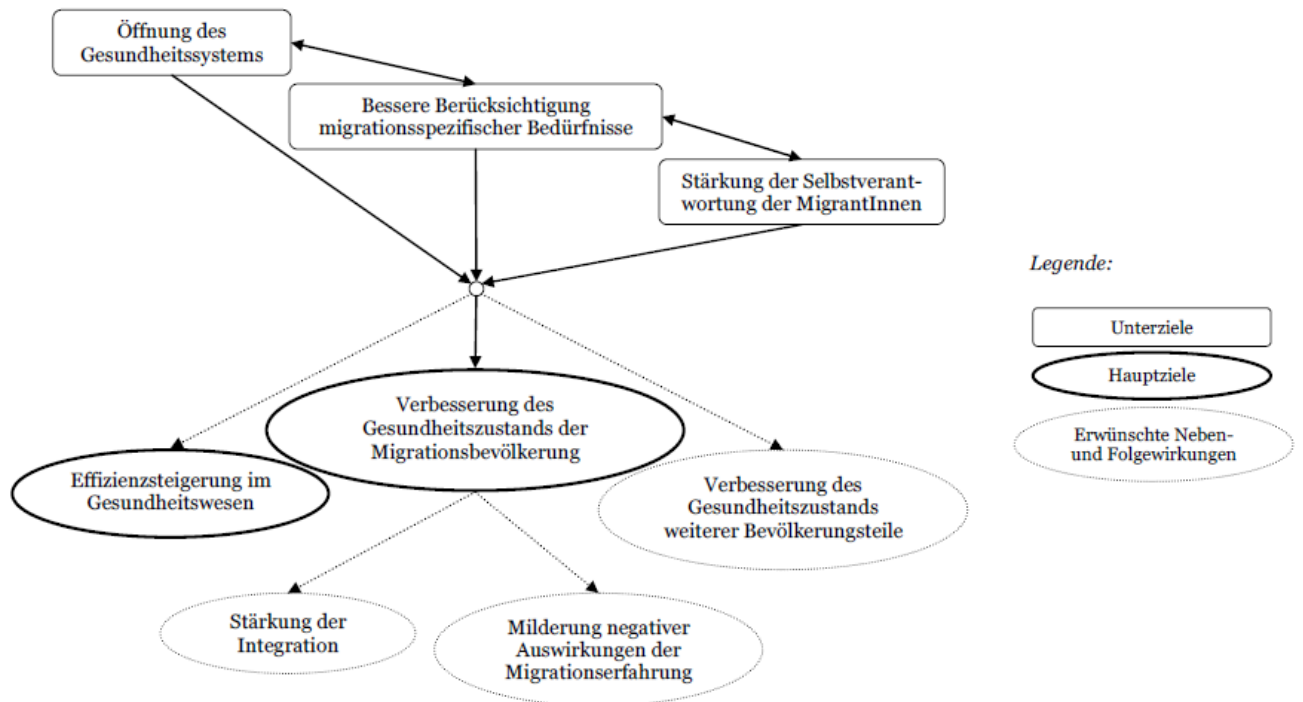 Öffnung des
Gesundheitssystems
Bessere Berücksichtigung
migrationsspezifischer Bedürfnisse
Stärkung der Selbstverant-
wortung der MigrantInnen
Legende:
Unterziele
Hauptziele
Erwünschte Neben-
und Folgewirkungen
Verbesserung des
Gesundheitszustands der
Migrationsbevölkerung
Effizienzsteigerung im
Gesundheitswesen
Verbesserung des
Gesundheitszustands
weiterer Bevölkerungsteile
Stärkung der
Integration
Milderung negativer
Auswirkungen der
Migrationserfahrung